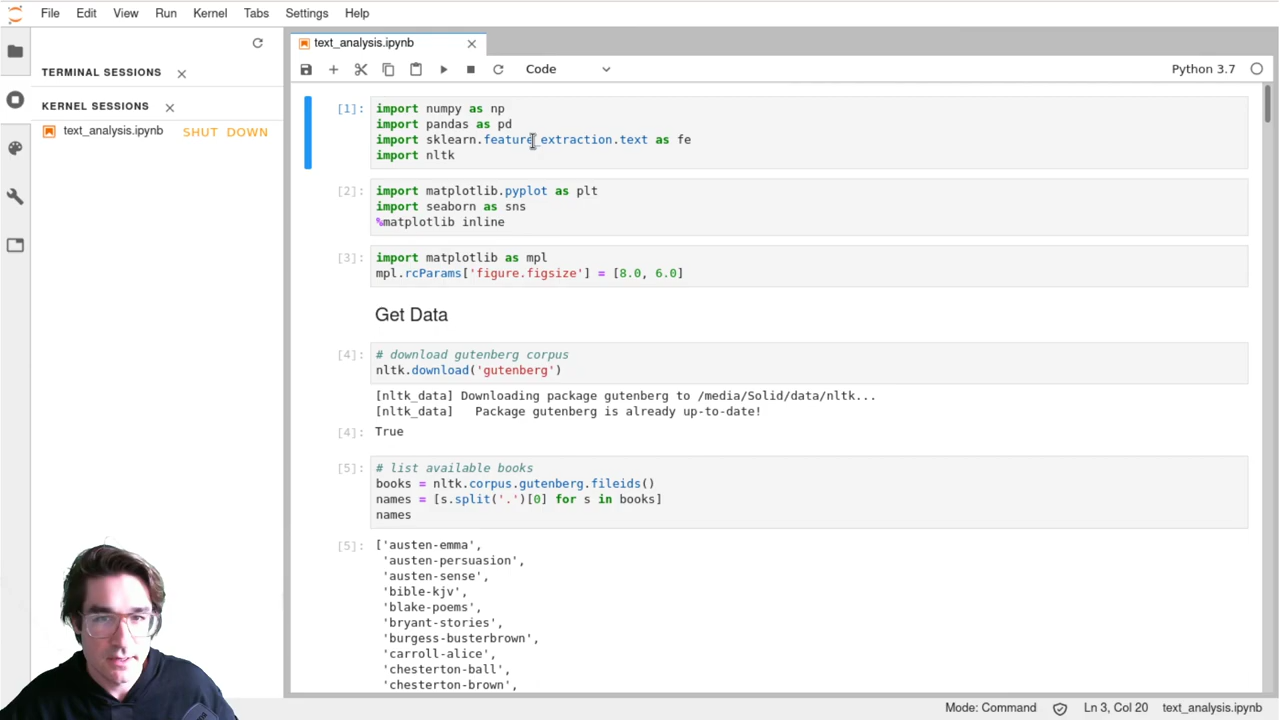 File Edit View Run Kernel Tabs Settings Help
TERMINAL SESSIONS
KERNEL SESSIONS
text_analysis.ipynb SHUT DOWN
text_analysis.ipynb
Code
Python 3.7
[1]: import numpy as np
import pandas as pd
import sklearn.feature_extraction.text as fe
import nltk
[2]: import matplotlib.pyplot as plt
import seaborn as sns
%matplotlib inline
[3]: import matplotlib as mpl
mpl.rcParams['figure.figsize'] = [8.0, 6.0]
Get Data
[4]: # download gutenberg corpus
nltk.download('gutenberg')
[nltk_data] Downloading package gutenberg to /media/Solid/data/nltk...
[nltk_data]   Package gutenberg is already up-to-date!
[4]: True
[5]: # list available books
books = nltk.corpus.gutenberg.fileids()
names = [s.split('.')[0] for s in books]
names
[5]: ['austen-emma',
'austen-persuasion',
'austen-sense',
'bible-kjv',
'blake-poems',
'bryant-stories',
'burgess-busterbrown',
'carroll-alice',
'chesterton-ball',
'chesterton-brown',
Mode: Command Ln 3, Col 20 text_analysis.ipynb